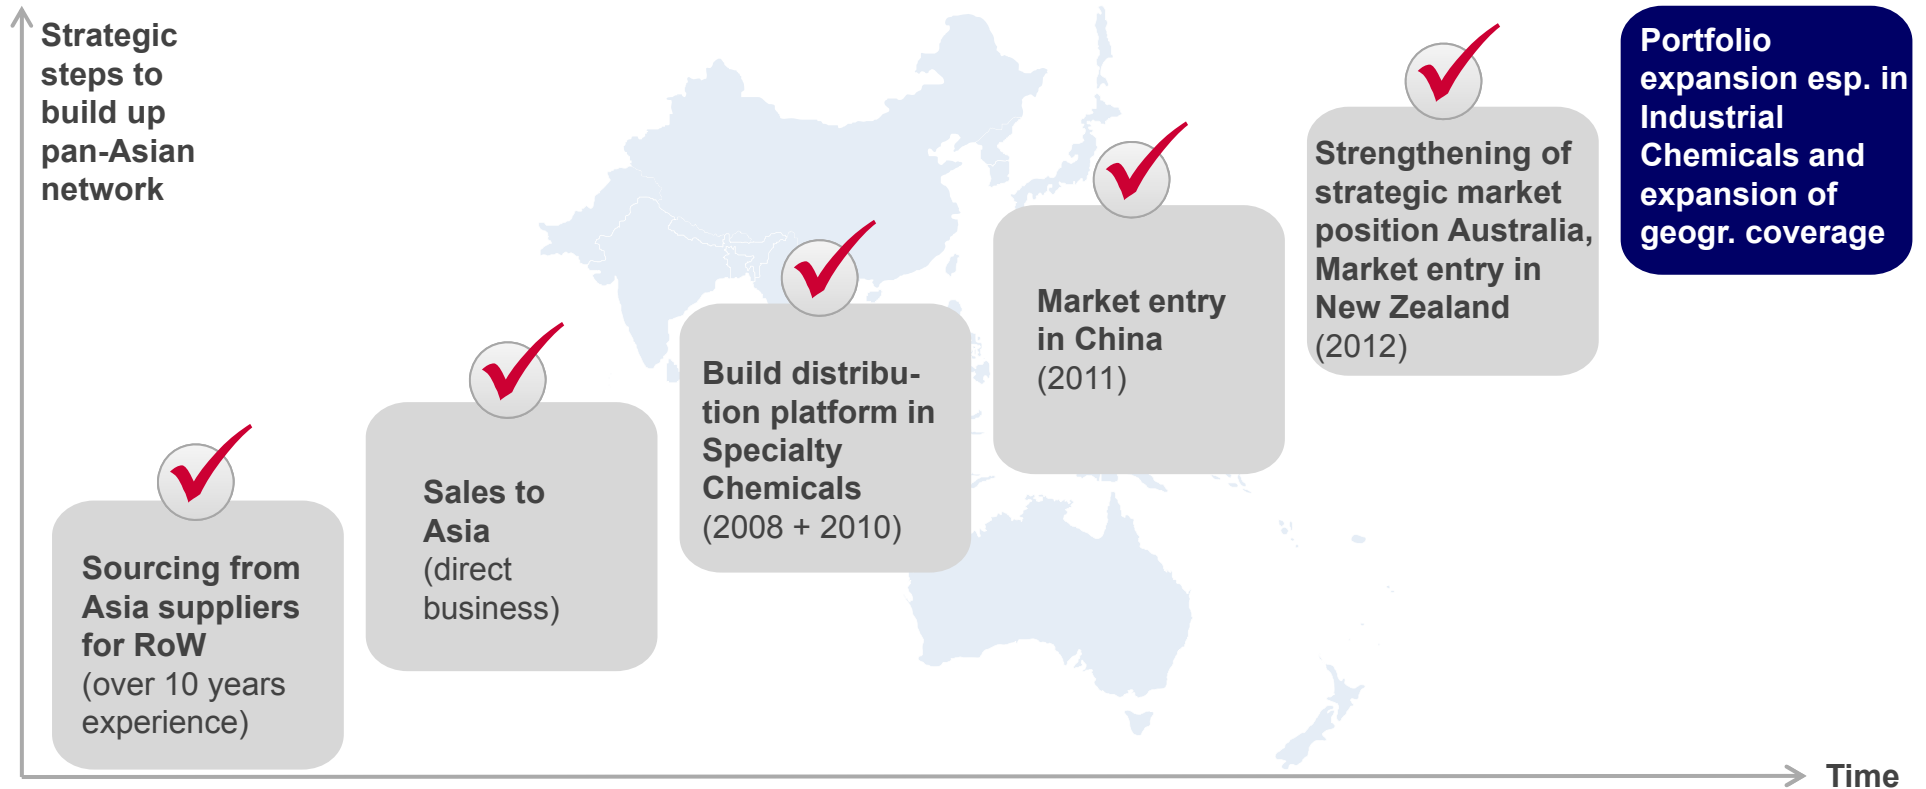 Strategic
steps to
build up
pan-Asian
network
Sourcing from
Asia suppliers
for RoW
(over 10 years
experience)
Sales to
Asia
(direct
business)
Build distribu-
tion platform in
Specialty
Chemicals
(2008 + 2010)
Market entry
in China
(2011)
Strengthening of
strategic market
position Australia,
Market entry in
New Zealand
(2012)
Portfolio
expansion esp. in
Industrial
Chemicals and
expansion of
geogr. coverage
Time